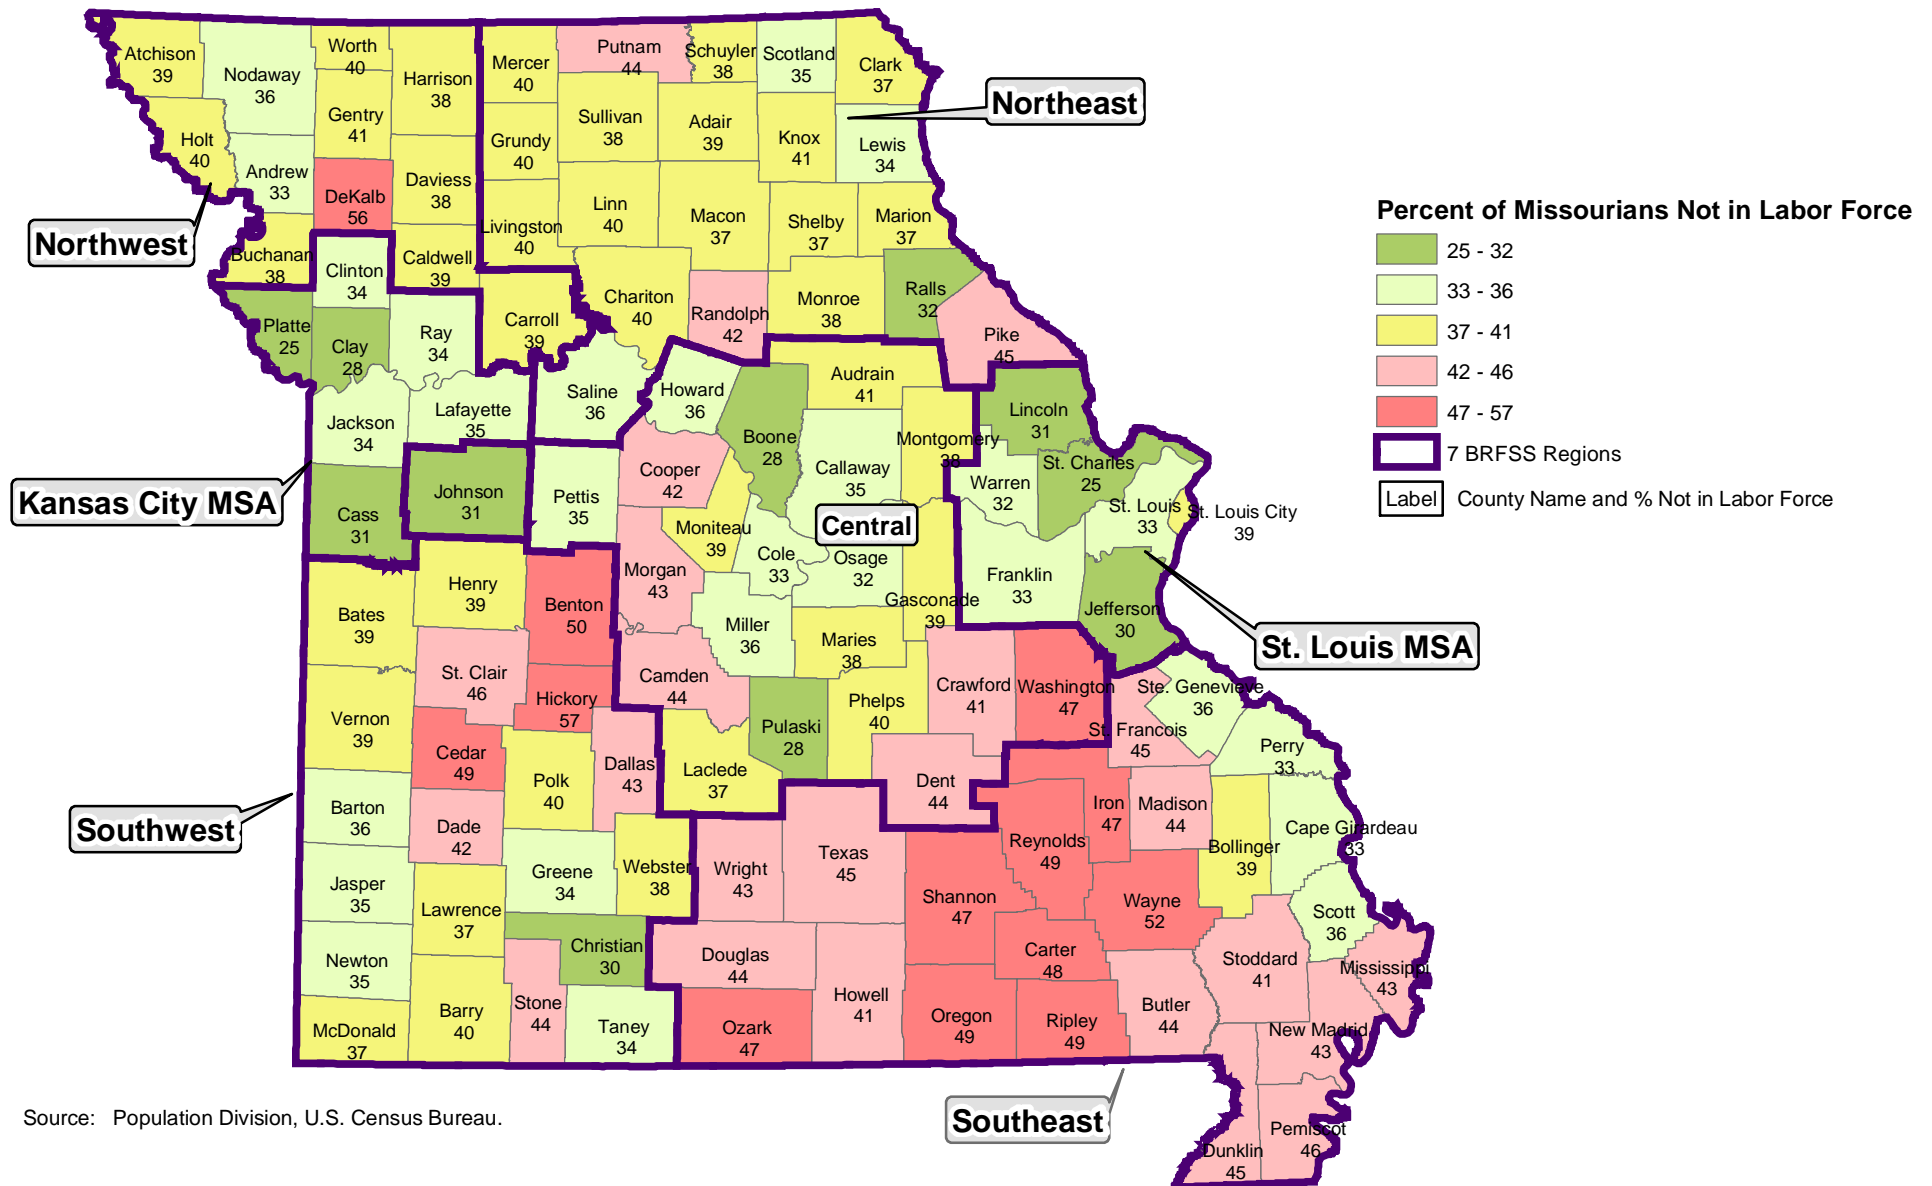 Atchison
39
Nodaway
36
Worth
40
Harrison
38
Mercer
40
Putnam
44
Schuyler
38
Scotland
35
Clark
37
Northeast
Holt
40
Gentry
41
Grundy
40
Sullivan
38
Adair
39
Knox
41
Lewis
34
Andrew
33
DeKalb
56
Daviess
38
Livingston
40
Linn
40
Macon
37
Shelby
37
Marion
37
Northwest
Buchanan
38
Clinton
34
Caldwell
39
Carroll
39
Chariton
40
Randolph
42
Monroe
38
Ralls
32
Pike
45
Platte
25
Clay
28
Ray
34
Jackson
34
Lafayette
35
Saline
36
Howard
36
Boone
28
Audrain
41
Callaway
35
Montgomery
38
Lincoln
31
Warren
32
St. Charles
25
St. Louis
33
St. Louis City
39
Kansas City MSA
Cass
31
Johnson
31
Pettis
35
Cooper
42
Moniteau
39
Central
Cole
33
Osage
32
Morgan
43
Miller
36
Maries
38
Gasconade
39
Franklin
33
Jefferson
30
St. Louis MSA
Bates
39
Henry
39
Benton
50
St. Clair
46
Hickory
57
Camden
44
Pulaski
28
Phelps
40
Crawford
41
Washington
47
Ste. Genevieve
36
St. Francois
45
Perry
33
Vernon
39
Cedar
49
Polk
40
Dallas
43
Laclede
37
Dent
44
Iron
47
Madison
44
Bollinger
39
Cape Girardeau
33
Southwest
Barton
36
Dade
42
Greene
34
Webster
38
Wright
43
Texas
45
Shannon
47
Reynolds
49
Wayne
52
Scott
36
Jasper
35
Lawrence
37
Christian
30
Douglas
44
Howell
41
Carter
48
Stoddard
41
Mississippi
43
Newton
35
McDonald
37
Barry
40
Stone
44
Taney
34
Ozark
47
Oregon
49
Ripley
49
Butler
44
New Madrid
43
Southeast
Dunklin
45
Pemiscot
46
Percent of Missourians Not in Labor Force
25 - 32
33 - 36
37 - 41
42 - 46
47 - 57
7 BRFSS Regions
Label County Name and % Not in Labor Force
Source: Population Division, U.S. Census Bureau.